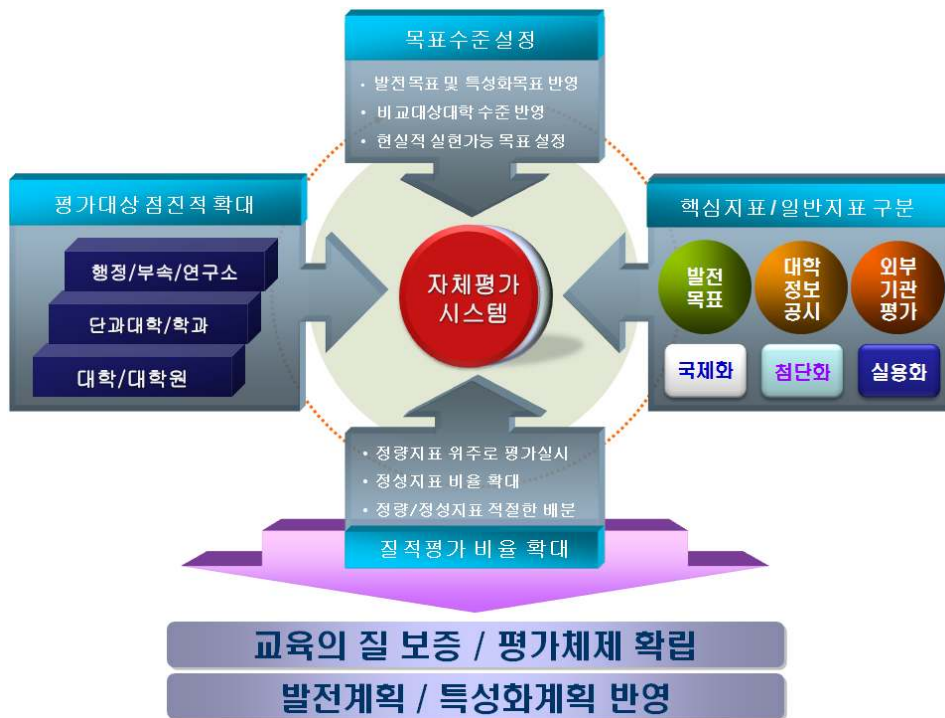 목표수준설정
• 발전목표 및 특성화목표 반영
• 비교대상대학 수준 반영
• 현실적 실현가능 목표 설정
평가대상 점진적 확대
행정/부속/연구소
단과대학/학과
대학/대학원
자체평가
시스템
핵심지표/일반지표 구분
발전
목표
대학
정보
공시
외부
기관
평가
국제화
첨단화
실용화
• 정량지표 위주로 평가실시
• 정성지표 비율 확대
• 정량/정성지표 적절한 배분
질적평가 비율 확대
교육의 질 보증 / 평가체제 확립
발전계획 / 특성화계획 반영